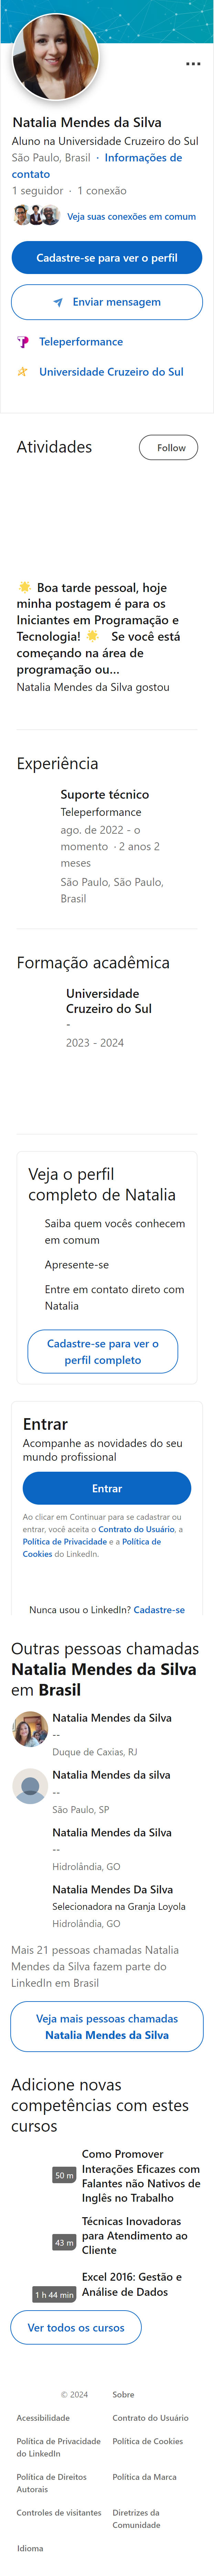 Natalia Mendes da Silva
Aluno na Universidade Cruzeiro do Sul
São Paulo, Brasil · Informações de
contato
1 seguidor · 1 conexão
Veja suas conexões em comum
Cadastre-se para ver o perfil
Enviar mensagem
Teleperformance
Universidade Cruzeiro do Sul
Atividades
Follow
🌟 Boa tarde pessoal, hoje
minha postagem é para os
Iniciantes em Programação e
Tecnologia! 🌟 Se você está
começando na área de
programação ou…
Natalia Mendes da Silva gostou
Experiência
Suporte técnico
Teleperformance
ago. de 2022 - o
momento · 2 anos 2
meses
São Paulo, São Paulo,
Brasil
Formação acadêmica
Universidade
Cruzeiro do Sul
-
2023 - 2024
Veja o perfil
completo de Natalia
Saiba quem vocês conhecem
em comum
Apresente-se
Entre em contato direto com
Natalia
Cadastre-se para ver o
perfil completo
Entrar
Acompanhe as novidades do seu
mundo profissional
Entrar
Ao clicar em Continuar para se cadastrar ou
entrar, você aceita o Contrato do Usuário, a
Política de Privacidade e a Política de
Cookies do LinkedIn.
Nunca usou o LinkedIn? Cadastre-se
Outras pessoas chamadas
Natalia Mendes da Silva
em Brasil
Natalia Mendes da Silva
--
Duque de Caxias, RJ
Natalia Mendes da silva
--
São Paulo, SP
Natalia Mendes da Silva
--
Hidrolândia, GO
Natalia Mendes Da Silva
Selecionadora na Granja Loyola
Hidrolândia, GO
Mais 21 pessoas chamadas Natalia
Mendes da Silva fazem parte do
LinkedIn em Brasil
Veja mais pessoas chamadas
Natalia Mendes da Silva
Adicione novas
competências com estes
cursos
50 m
Como Promover
Interações Eficazes com
Falantes não Nativos de
Inglês no Trabalho
43 m
Técnicas Inovadoras
para Atendimento ao
Cliente
1 h 44 min
Excel 2016: Gestão e
Análise de Dados
Ver todos os cursos
© 2024
Sobre
Acessibilidade
Contrato do Usuário
Política de Privacidade
do LinkedIn
Política de Cookies
Política de Direitos
Autorais
Política da Marca
Controles de visitantes
Diretrizes da
Comunidade
Idioma